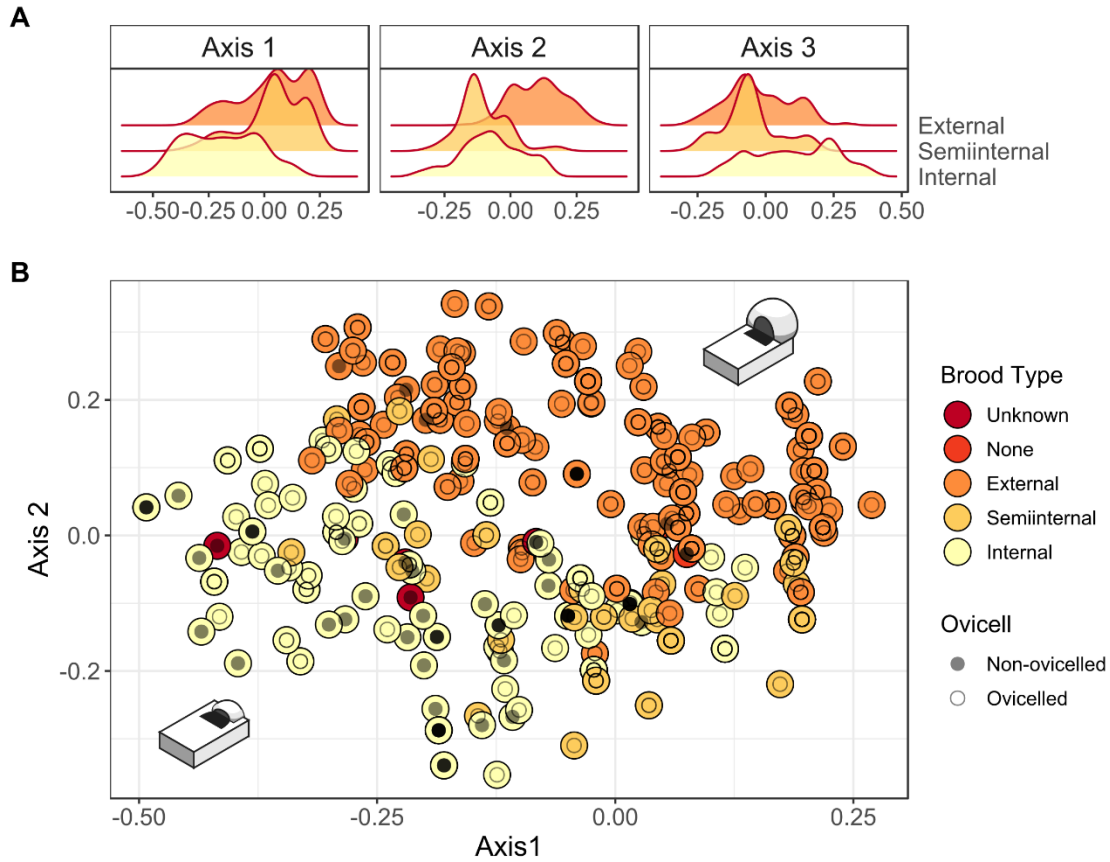 A
Axis 1 Axis 2 Axis 3
External
Semiinternal
Internal
-0.50 -0.25 0.00 0.25 -0.25 0.00 0.25 -0.25 0.00 0.25 0.50
B
Axis 2
0.2
0.0
-0.2
-0.50 -0.25 0.00 0.25
Axis1
Brood Type
Unknown
None
External
Semiinternal
Internal
Ovicell
Non-ovicelled
Ovicelled